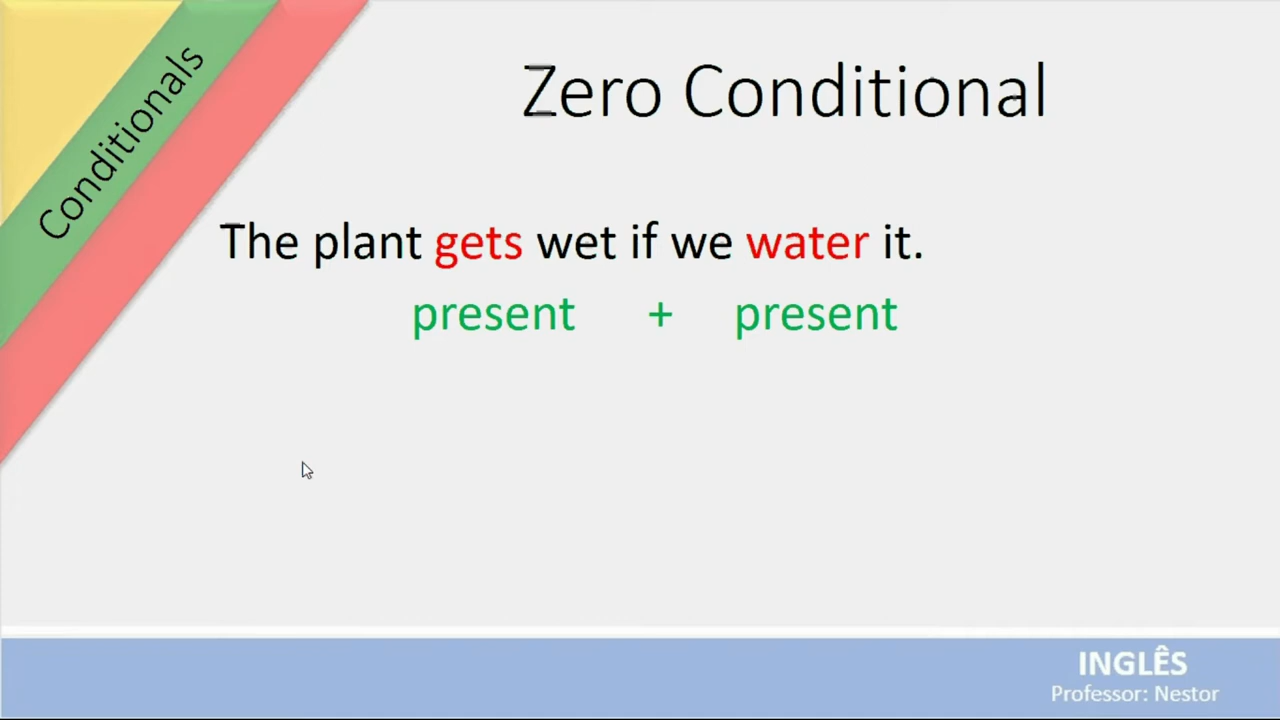 Conditionals
Zero Conditional
The plant gets wet if we water it.
present + present
INGLÊS
Professor: Nestor